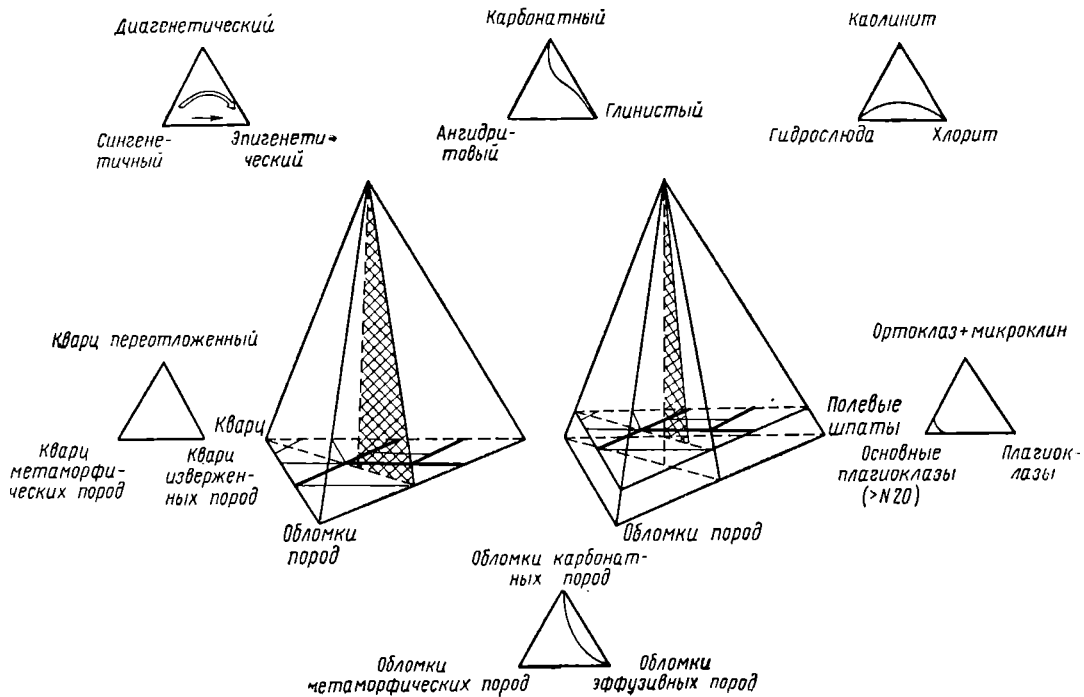 Диагенетический
Сингене-
тичный
Эпигенети-
ческий
Карбонатный
Ангидри-
товый
Глинистый
Каолинит
Гидрослюда
Хлорит
Кварц переотложенный
Кварц
метаморфи-
ческих пород
Кварц
извержен-
ных пород
Кварц
Обломки
пород
Обломки пород
Полевые
шпаты
Ортоклаз+микроклин
Основные
плагиоклазы
(>N20)
Плагиок-
лазы
Обломки карбонат-
ных пород
Обломки
метаморфических пород
Обломки
эффузивных пород